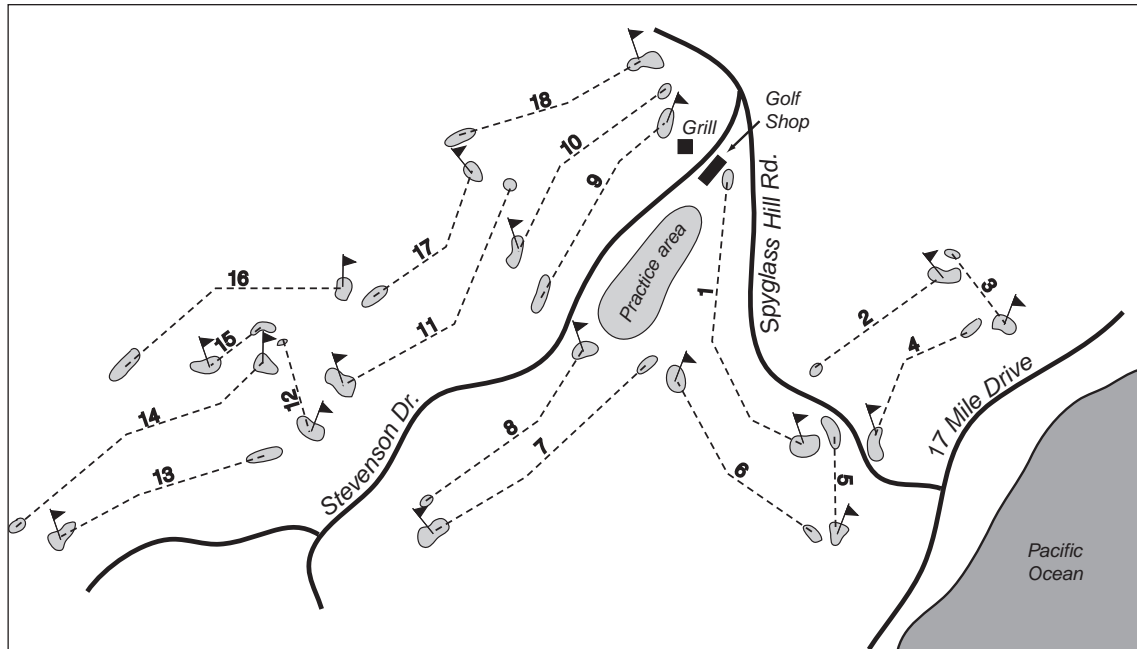 18
10
Grill
Golf
Shop
9
17
16
11
15
14
12
13
Stevenson Dr.
Practice area
1
Spyglass Hill Rd.
2
3
4
17 Mile Drive
8
7
6
5
Pacific
Ocean